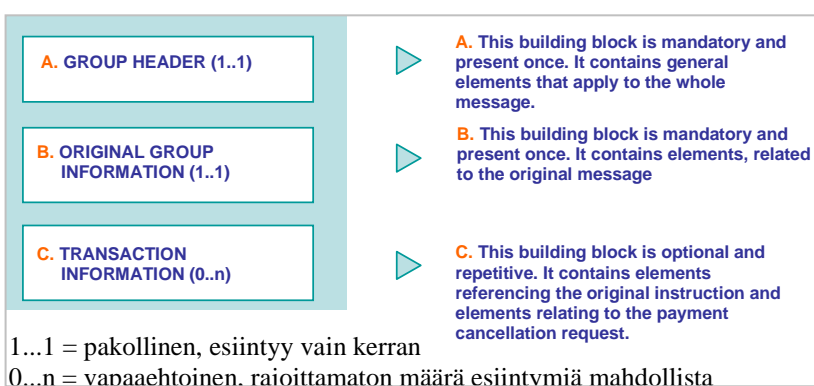 A. GROUP HEADER (1..1)
A. This building block is mandatory and
present once. It contains general
elements that apply to the whole
message.
B. ORIGINAL GROUP
INFORMATION (1..1)
B. This building block is mandatory and
present once. It contains elements, related
to the original message
C. TRANSACTION
INFORMATION (0..n)
C. This building block is optional and
repetitive. It contains elements
referencing the original instruction and
elements relating to the payment
cancellation request.
1...1 = pakollinen, esiintyy vain kerran
0...n = vapaaehtoinen, rajoittamaton määrä esiintymiä mahdollista